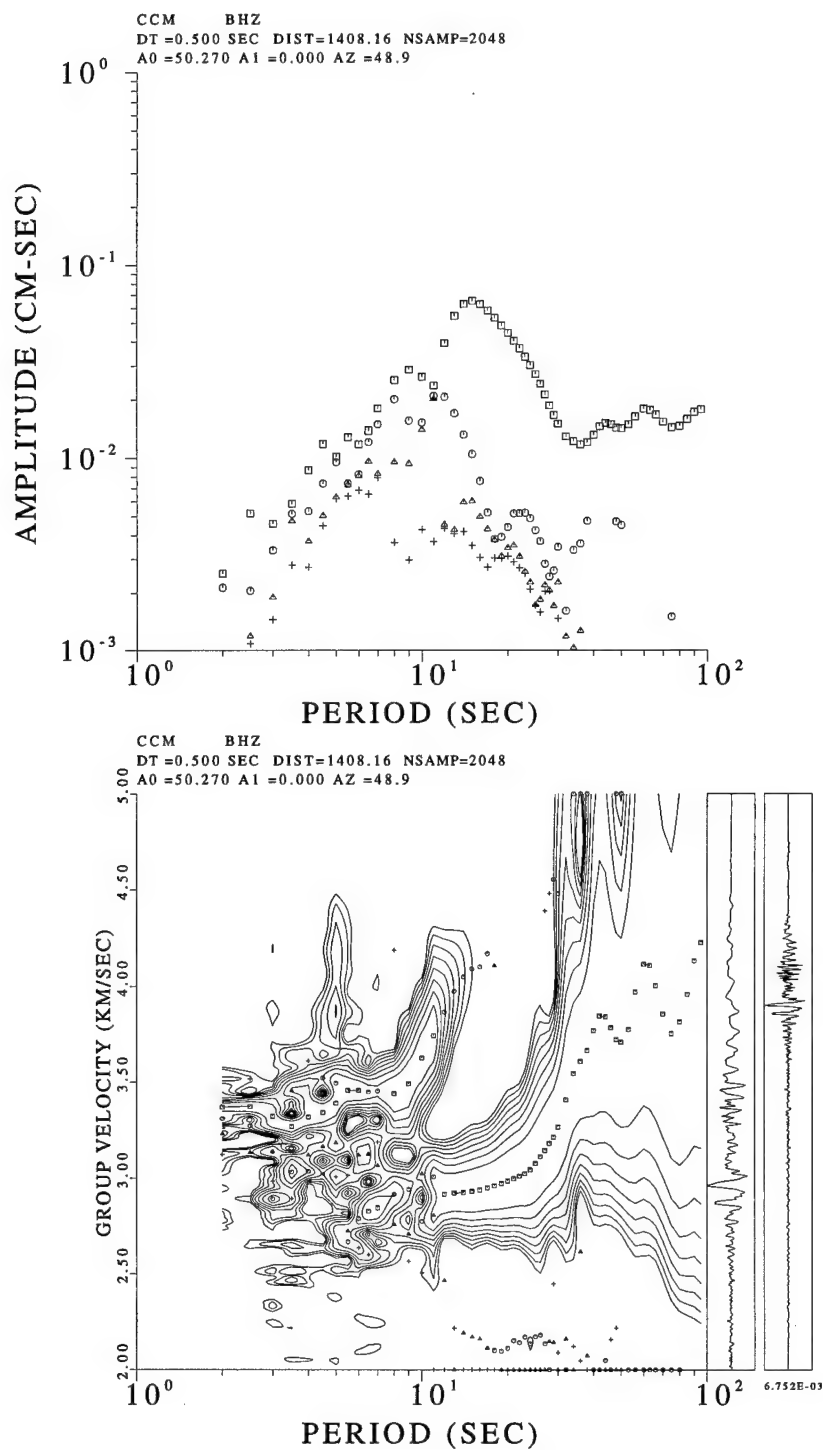 CCM BHZ
DT =0.500 SEC DIST=1408.16 NSAMP=2048
A0 =50.270 A1 =0.000 AZ =48.9
10^0
10^-1
10^-2
10^-3
AMPLITUDE (CM-SEC)
10^0 10^1 10^2
PERIOD (SEC)
CCM BHZ
DT =0.500 SEC DIST=1408.16 NSAMP=2048
A0 =50.270 A1 =0.000 AZ =48.9
5.00
4.50
4.00
3.50
3.00
2.50
2.00
GROUP VELOCITY (KM/SEC)
10^0 10^1 10^2
6.752E-03
PERIOD (SEC)